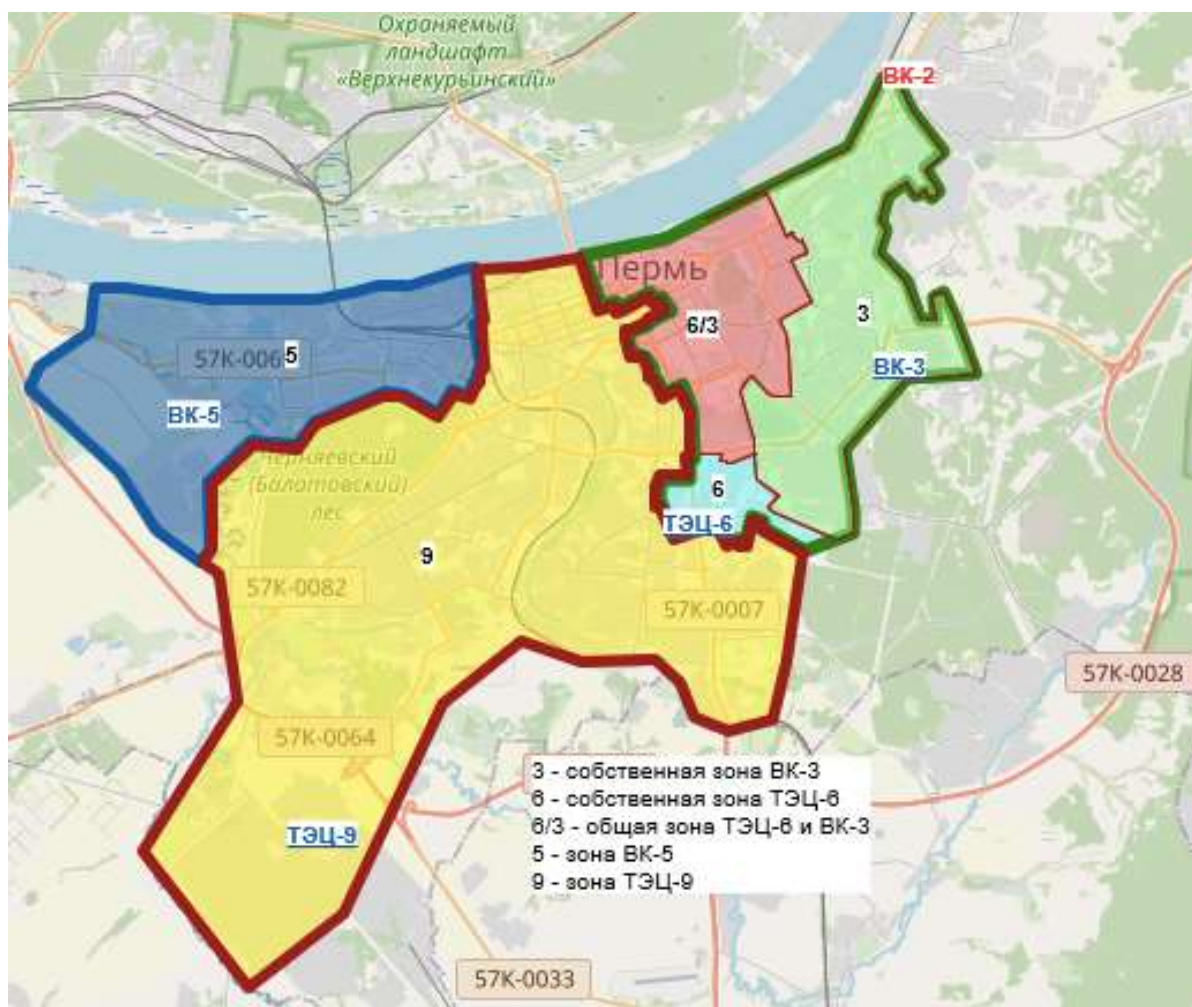 Охраняемый
ландшафт
«Верхнекурьинский»
ВК-2
Пермь
6/3
3
57К-006
5
ВК-3
ВК-5
Черняевский
(Балатовский)
лес
6
ТЭЦ-6
9
57К-0082
57К-0007
57К-0028
57К-0064
3 - собственная зона ВК-3
6 - собственная зона ТЭЦ-6
6/3 - общая зона ТЭЦ-6 и ВК-3
5 - зона ВК-5
9 - зона ТЭЦ-9
ТЭЦ-9
57К-0033